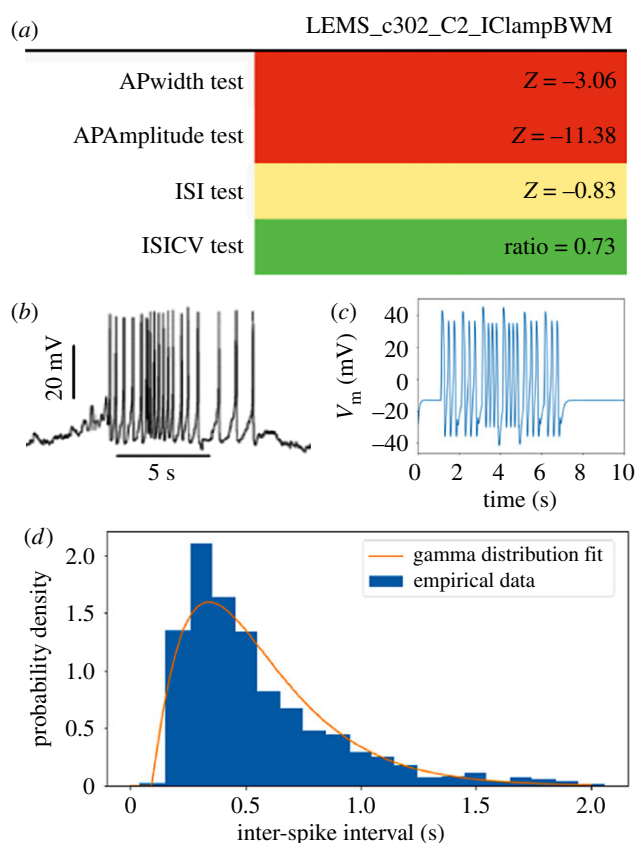 (a)
LEMS_c302_C2_IClampBWM
APwidth test Z = –3.06
APAmplitude test Z = –11.38
ISI test Z = –0.83
ISICV test ratio = 0.73
(b)
20 mV
5 s
(c)
Vm (mV)
40
20
0
–20
–40
0 2 4 6 8 10
time (s)
(d)
probability density
2.0
1.5
1.0
0.5
0
gamma distribution fit
empirical data
0 0.5 1.0 1.5 2.0
inter-spike interval (s)